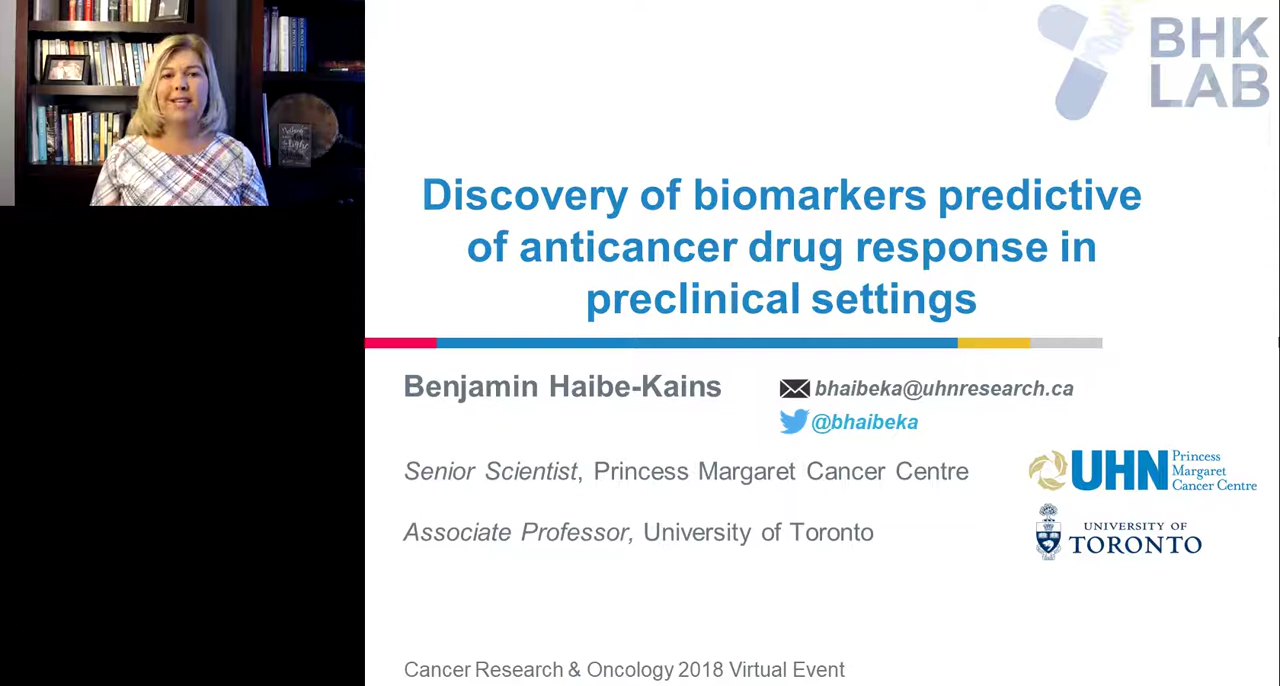 BHK
LAB
Discovery of biomarkers predictive
of anticancer drug response in
preclinical settings
Benjamin Haibe-Kains
bhaibeka@uhnresearch.ca
@bhaibeka
Senior Scientist, Princess Margaret Cancer Centre
UHN Princess
Margaret
Cancer Centre
Associate Professor, University of Toronto
UNIVERSITY OF
TORONTO
Cancer Research & Oncology 2018 Virtual Event